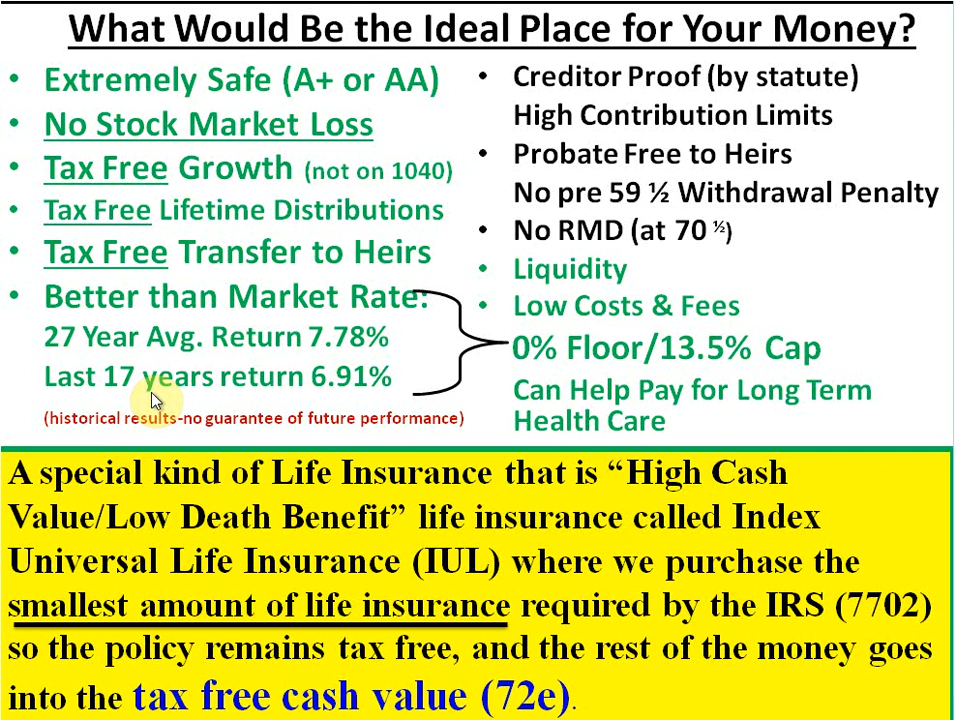 What Would Be the Ideal Place for Your Money?
• Extremely Safe (A+ or AA)
• No Stock Market Loss
• Tax Free Growth (not on 1040)
• Tax Free Lifetime Distributions
• Tax Free Transfer to Heirs
• Better than Market Rate:
27 Year Avg. Return 7.78%
Last 17 years return 6.91%
(historical results-no guarantee of future performance)
• Creditor Proof (by statute)
High Contribution Limits
• Probate Free to Heirs
No pre 59 ½ Withdrawal Penalty
• No RMD (at 70 ½)
• Liquidity
• Low Costs & Fees
0% Floor/13.5% Cap
Can Help Pay for Long Term
Health Care
A special kind of Life Insurance that is “High Cash
Value/Low Death Benefit” life insurance called Index
Universal Life Insurance (IUL) where we purchase the
smallest amount of life insurance required by the IRS (7702)
so the policy remains tax free, and the rest of the money goes
into the tax free cash value (72e).